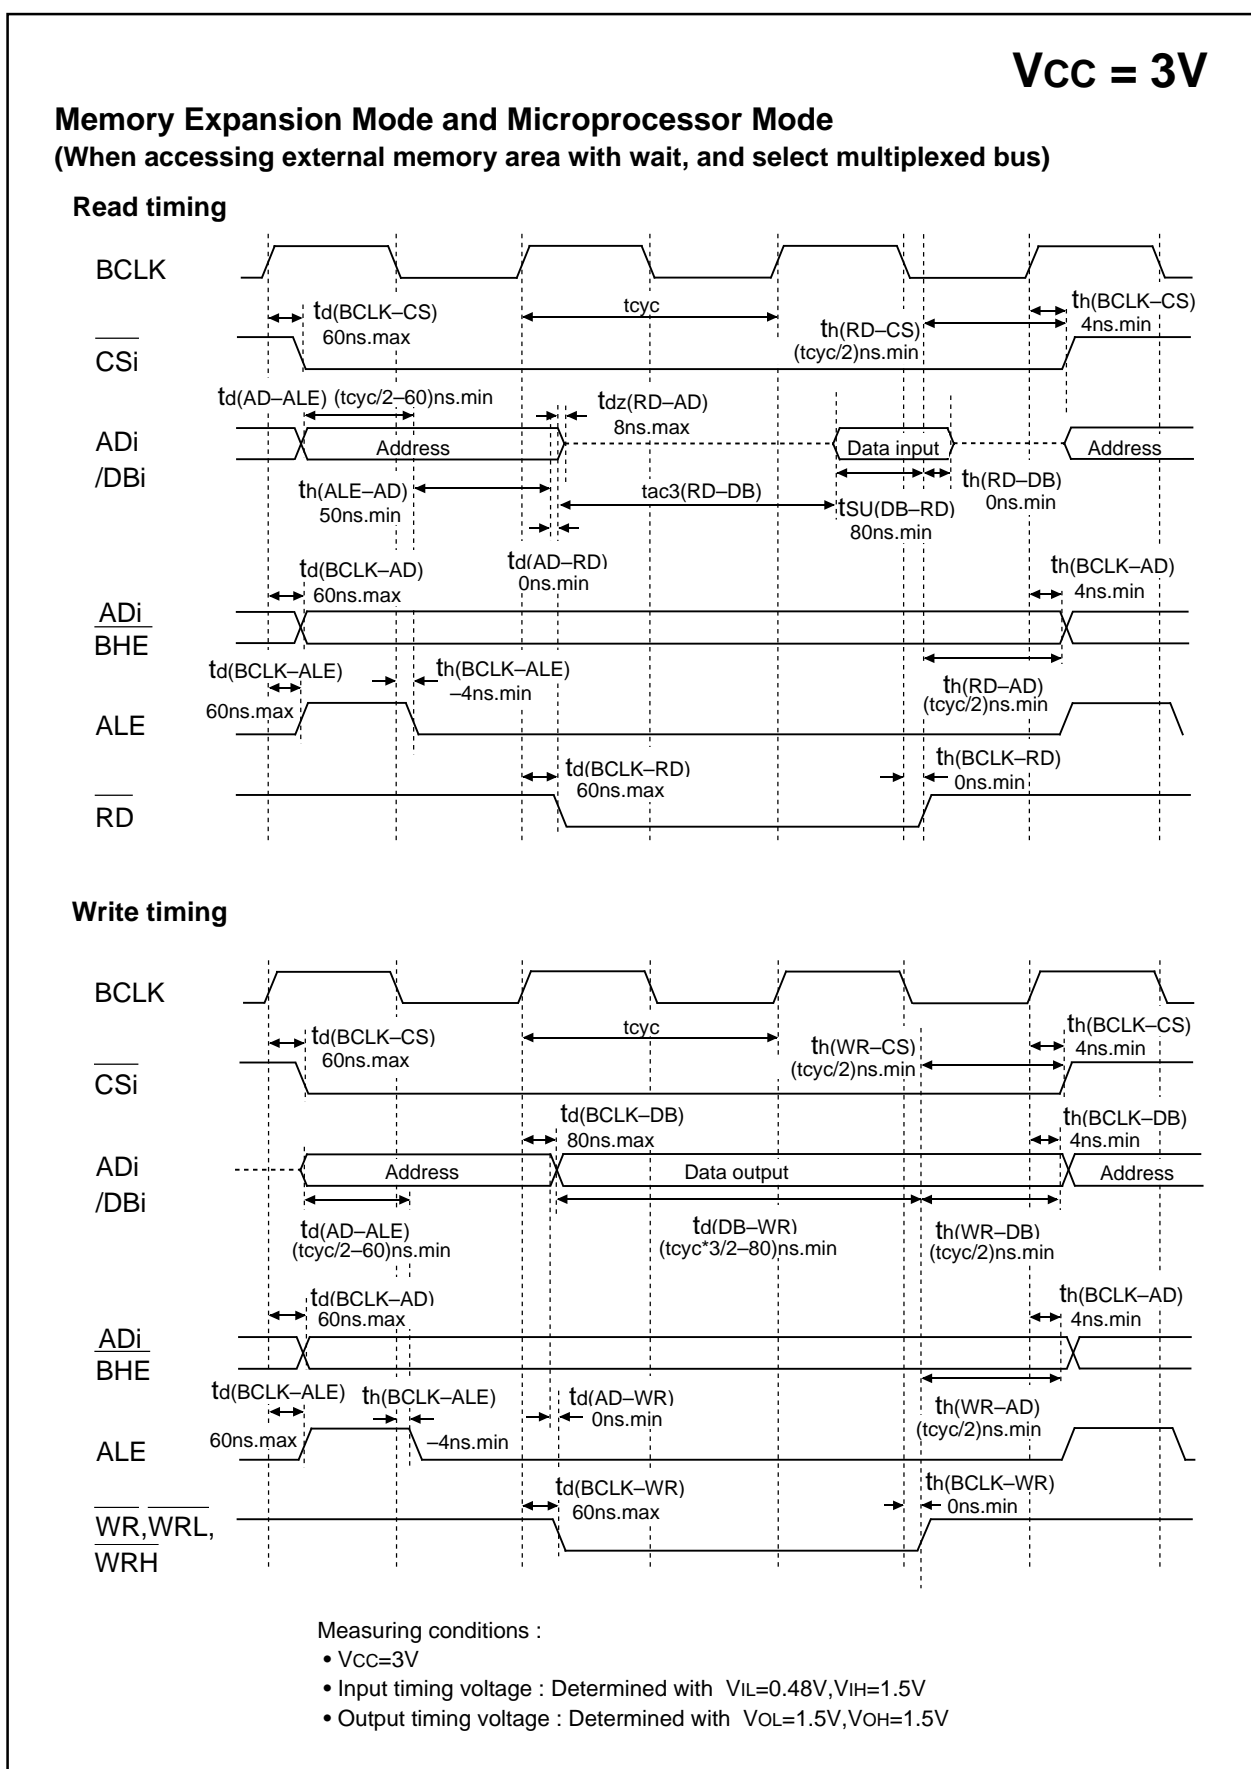 VCC = 3V
Memory Expansion Mode and Microprocessor Mode
(When accessing external memory area with wait, and select multiplexed bus)
Read timing
BCLK
td(BCLK–CS)
60ns.max
tcyc
th(RD–CS)
(tcyc/2)ns.min
th(BCLK–CS)
4ns.min
CSi
td(AD–ALE) (tcyc/2–60)ns.min
tdz(RD–AD)
8ns.max
ADi
/DBi
Address
Data input
Address
th(ALE–AD)
50ns.min
tac3(RD–DB)
tSU(DB–RD)
80ns.min
th(RD–DB)
0ns.min
td(AD–RD)
0ns.min
td(BCLK–AD)
60ns.max
th(BCLK–AD)
4ns.min
ADi
BHE
td(BCLK–ALE)
60ns.max
th(BCLK–ALE)
–4ns.min
th(RD–AD)
(tcyc/2)ns.min
ALE
td(BCLK–RD)
60ns.max
th(BCLK–RD)
0ns.min
RD
Write timing
BCLK
td(BCLK–CS)
60ns.max
tcyc
th(WR–CS)
(tcyc/2)ns.min
th(BCLK–CS)
4ns.min
CSi
td(BCLK–DB)
80ns.max
th(BCLK–DB)
4ns.min
ADi
/DBi
Address
Data output
Address
td(AD–ALE)
(tcyc/2–60)ns.min
td(DB–WR)
(tcyc*3/2–80)ns.min
th(WR–DB)
(tcyc/2)ns.min
td(BCLK–AD)
60ns.max
th(BCLK–AD)
4ns.min
ADi
BHE
td(BCLK–ALE)
60ns.max
th(BCLK–ALE)
–4ns.min
td(AD–WR)
0ns.min
th(WR–AD)
(tcyc/2)ns.min
ALE
td(BCLK–WR)
60ns.max
th(BCLK–WR)
0ns.min
WR,WRL,
WRH
Measuring conditions :
• VCC=3V
• Input timing voltage : Determined with VIL=0.48V,VIH=1.5V
• Output timing voltage : Determined with VOL=1.5V,VOH=1.5V